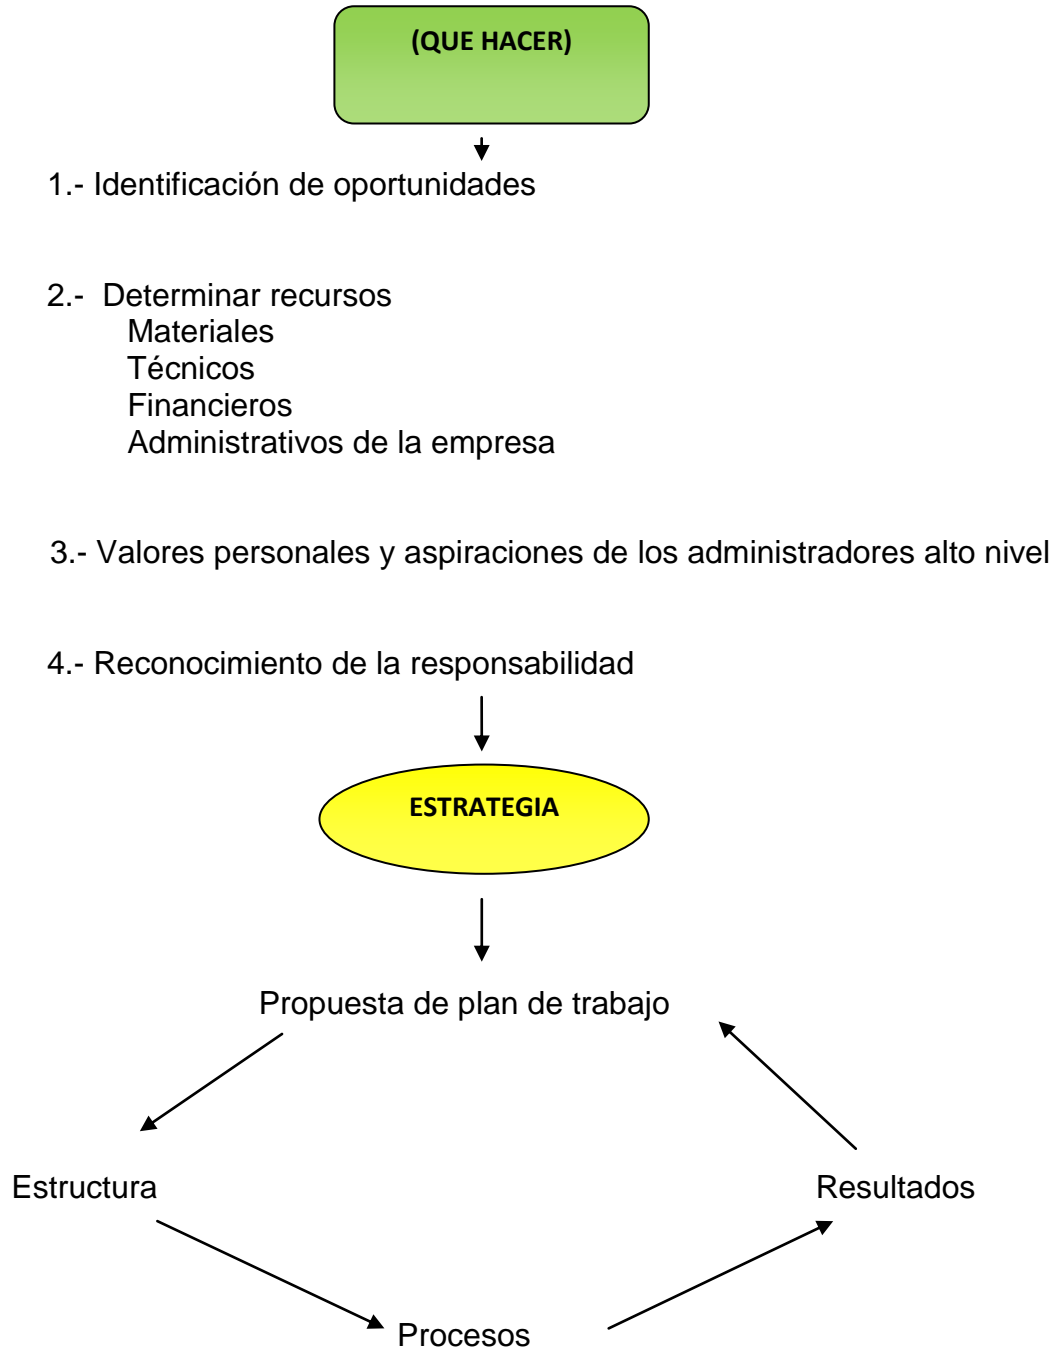 (QUE HACER)
1.- Identificación de oportunidades
2.- Determinar recursos
Materiales
Técnicos
Financieros
Administrativos de la empresa
3.- Valores personales y aspiraciones de los administradores alto nivel
4.- Reconocimiento de la responsabilidad
ESTRATEGIA
Propuesta de plan de trabajo
Estructura
Resultados
Procesos